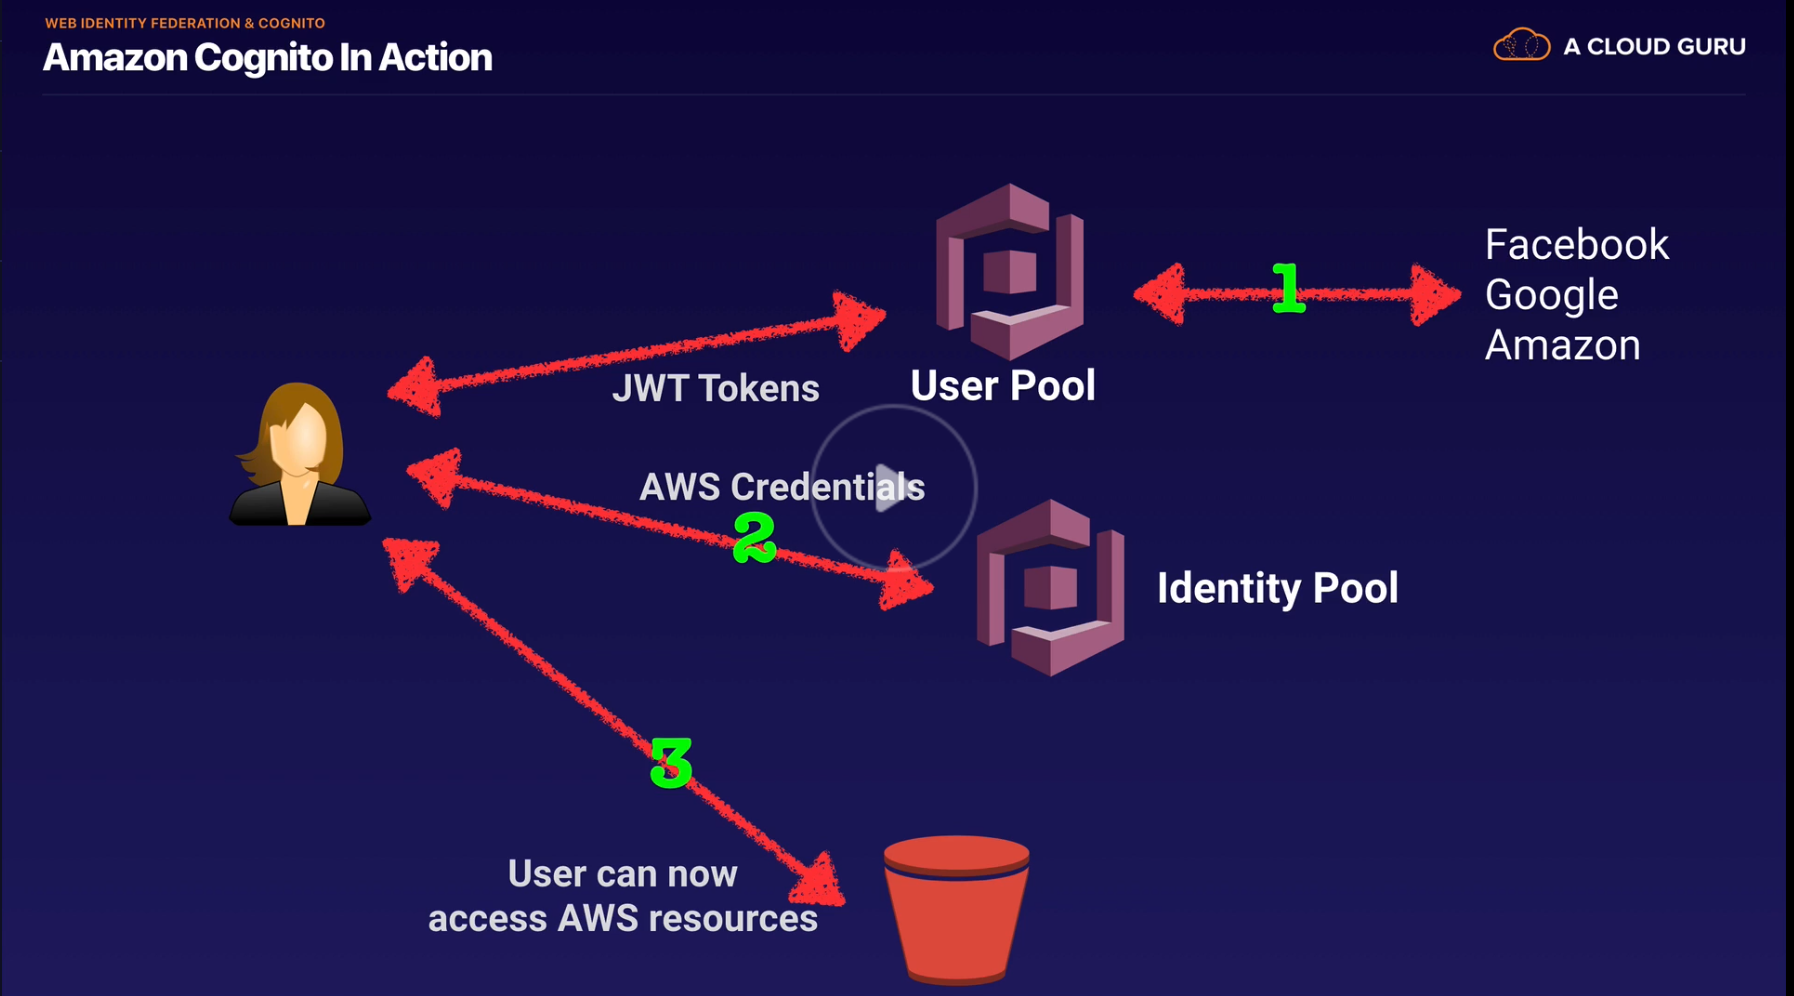 WEB IDENTITY FEDERATION & COGNITO
Amazon Cognito In Action
A CLOUD GURU
Facebook
Google
Amazon
1
JWT Tokens
User Pool
AWS Credentials
2
Identity Pool
3
User can now
access AWS resources